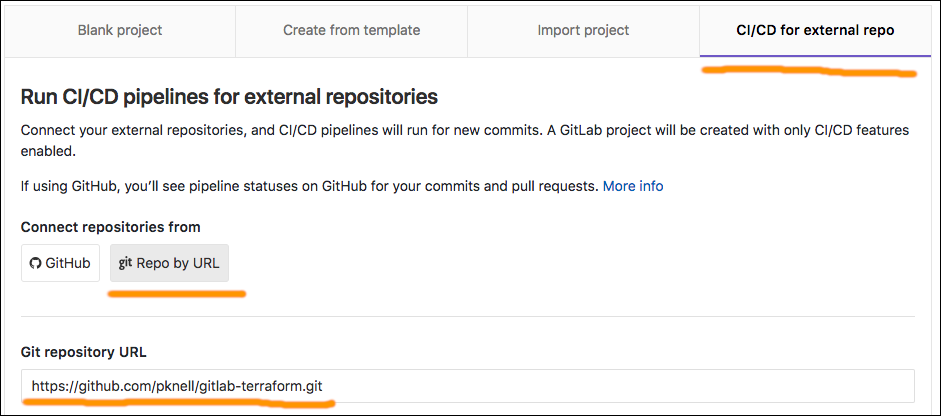 Blank project
Create from template
Import project
CI/CD for external repo
Run CI/CD pipelines for external repositories
Connect your external repositories, and CI/CD pipelines will run for new commits. A GitLab project will be created with only CI/CD features
enabled.
If using GitHub, you’ll see pipeline statuses on GitHub for your commits and pull requests. More info
Connect repositories from
GitHub
git Repo by URL
Git repository URL
https://github.com/pknell/gitlab-terraform.git